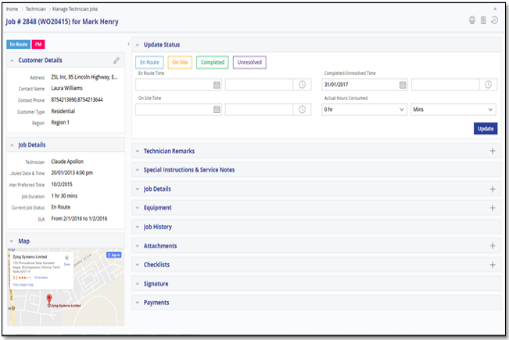 Home > Technician > Manage Technician Jobs
Job # 2848 (WO20415) for Mark Henry
En Route PM
Customer Details
Address ZSL Inc, 85 Lincoln Highway, E...
Contact Name Laura Williams
Contact Phone 8754213690,8754213644
Customer Type Residential
Region Region 1
Job Details
Technician Claude Apollon
...duled Date & Time 20/01/2013 4:00 pm
...mer Preferred Time 10/2/2015
Job Duration 1 hr 30 mins
Current Job Status En Route
SLA From 2/1/2016 to 1/2/2016
Map
Zylog Systems Limited
Zylog Systems Limited
Update Status
En Route On Site Completed Unresolved
En Route Time Completed/Unresolved Time
31/01/2017
On Site Time Actual Hours Consumed
0 hr Mins
Update
Technician Remarks
Special Instructions & Service Notes
Job Details
Equipment
Job History
Attachments
Checklists
Signature
Payments